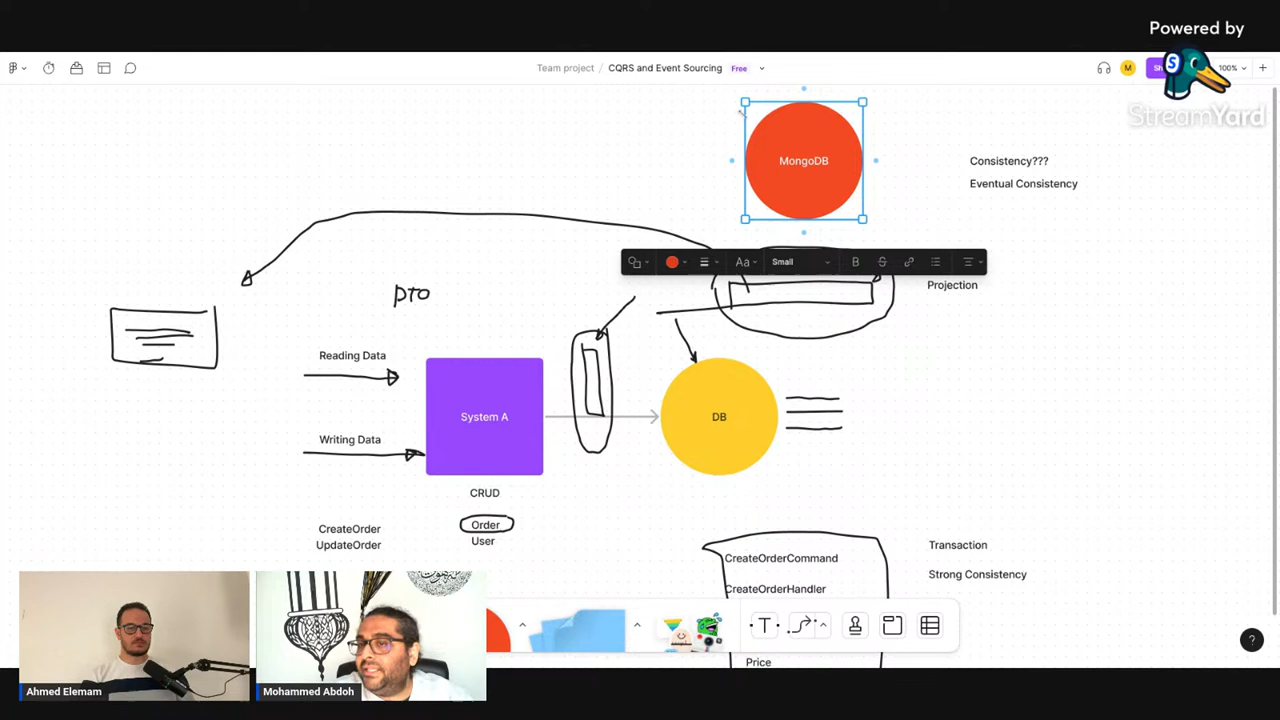 Powered by
StreamYard
Team project / CQRS and Event Sourcing Free
100%
MongoDB
Consistency???
Eventual Consistency
Aa Small B S
Projection
DTO
Reading Data
System A
DB
Writing Data
CRUD
Order
User
CreateOrder
UpdateOrder
CreateOrderCommand
CreateOrderHandler
Price
Transaction
Strong Consistency
T
?
Ahmed Elemam
Mohammed Abdoh